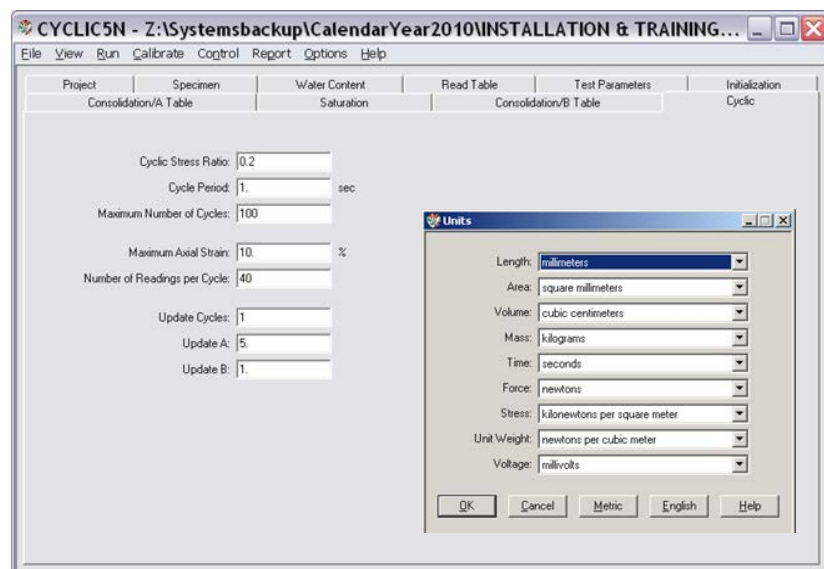 CYCLIC5N - Z:\Systemsbackup\CalendarYear2010\INSTALLATION & TRAINING...
File View Run Calibrate Control Report Options Help
Project Specimen Water Content Read Table Test Parameters Initialization
Consolidation/A Table Saturation Consolidation/B Table Cyclic
Cyclic Stress Ratio: 0.2
Cycle Period: 1. sec
Maximum Number of Cycles: 100
Maximum Axial Strain: 10. %
Number of Readings per Cycle: 40
Update Cycles: 1
Update A: 5.
Update B: 1.
Units
Length: millimeters
Area: square millimeters
Volume: cubic centimeters
Mass: kilograms
Time: seconds
Force: newtons
Stress: kilonewtons per square meter
Unit Weight: newtons per cubic meter
Voltage: millivolts
OK Cancel Metric English Help